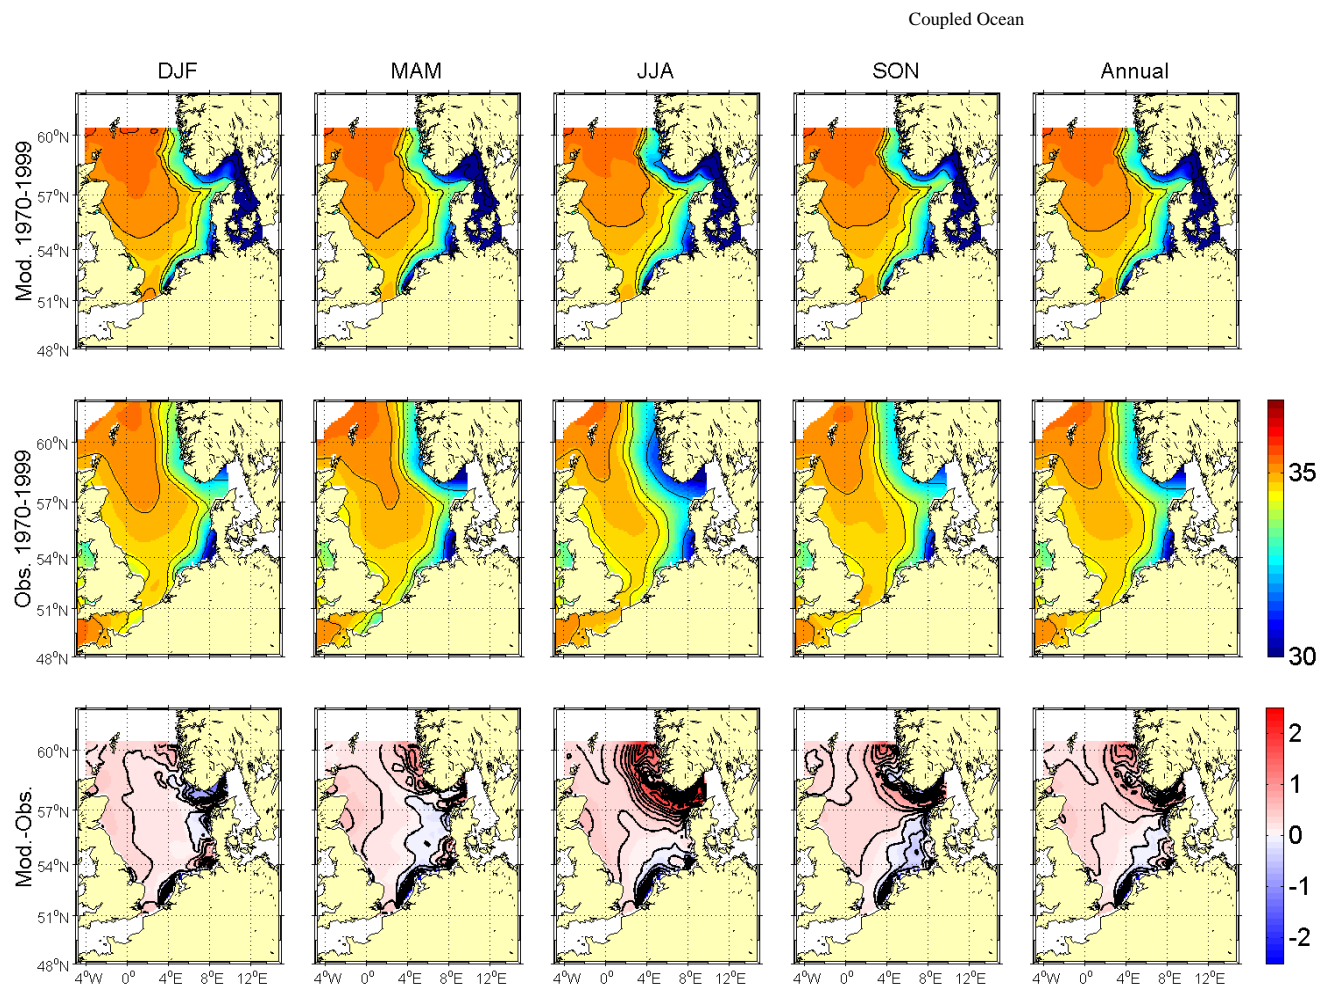 Coupled Ocean
DJF MAM JJA SON Annual
Mod. 1970-1999
60°N
57°N
54°N
51°N
48°N
Obs. 1970-1999
60°N
57°N
54°N
51°N
48°N
35
30
Mod.-Obs.
60°N
57°N
54°N
51°N
48°N
2
1
0
-1
-2
4°W 0° 4°E 8°E 12°E 4°W 0° 4°E 8°E 12°E 4°W 0° 4°E 8°E 12°E 4°W 0° 4°E 8°E 12°E 4°W 0° 4°E 8°E 12°E